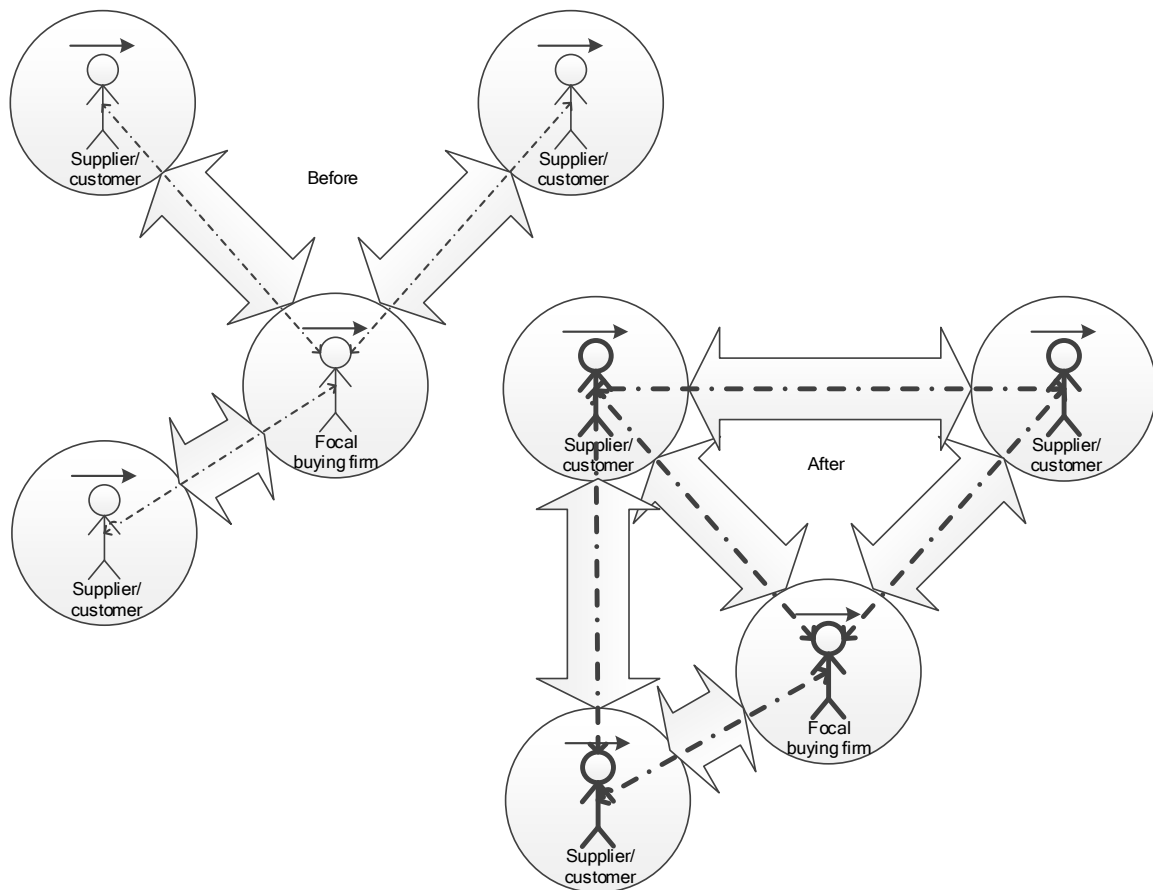 Supplier/
customer
Supplier/
customer
Before
Focal
buying firm
Supplier/
customer
Supplier/
customer
After
Supplier/
customer
Focal
buying firm
Supplier/
customer